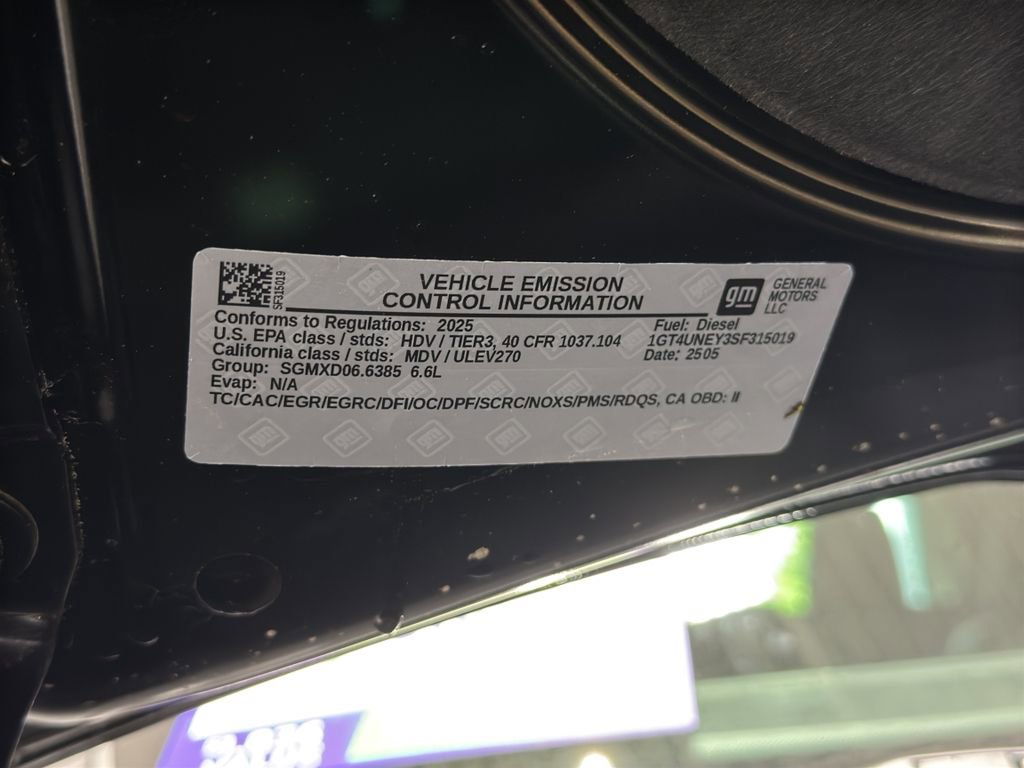 SF315019
VEHICLE EMISSION
CONTROL INFORMATION
gm
GENERAL
MOTORS
LLC
Conforms to Regulations: 2025
U.S. EPA class / stds: HDV / TIER3, 40 CFR 1037.104
California class / stds: MDV / ULEV270
Group: SGMXD06.6385 6.6L
Evap: N/A
TC/CAC/EGR/EGRC/DFI/OC/DPF/SCRC/NOXS/PMS/RDQS, CA OBD: II
Fuel: Diesel
1GT4UNEY3SF315019
Date: 2505